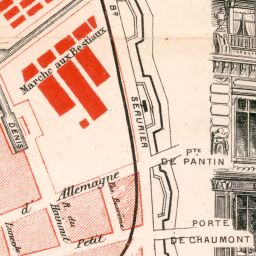 Bd
Marché aux Bestiaux
SERURIER
DENIS
Pte
DE PANTIN
d' Allemagne
R. du
Hainaut
Petit
PORTE
DE CHAUMONT